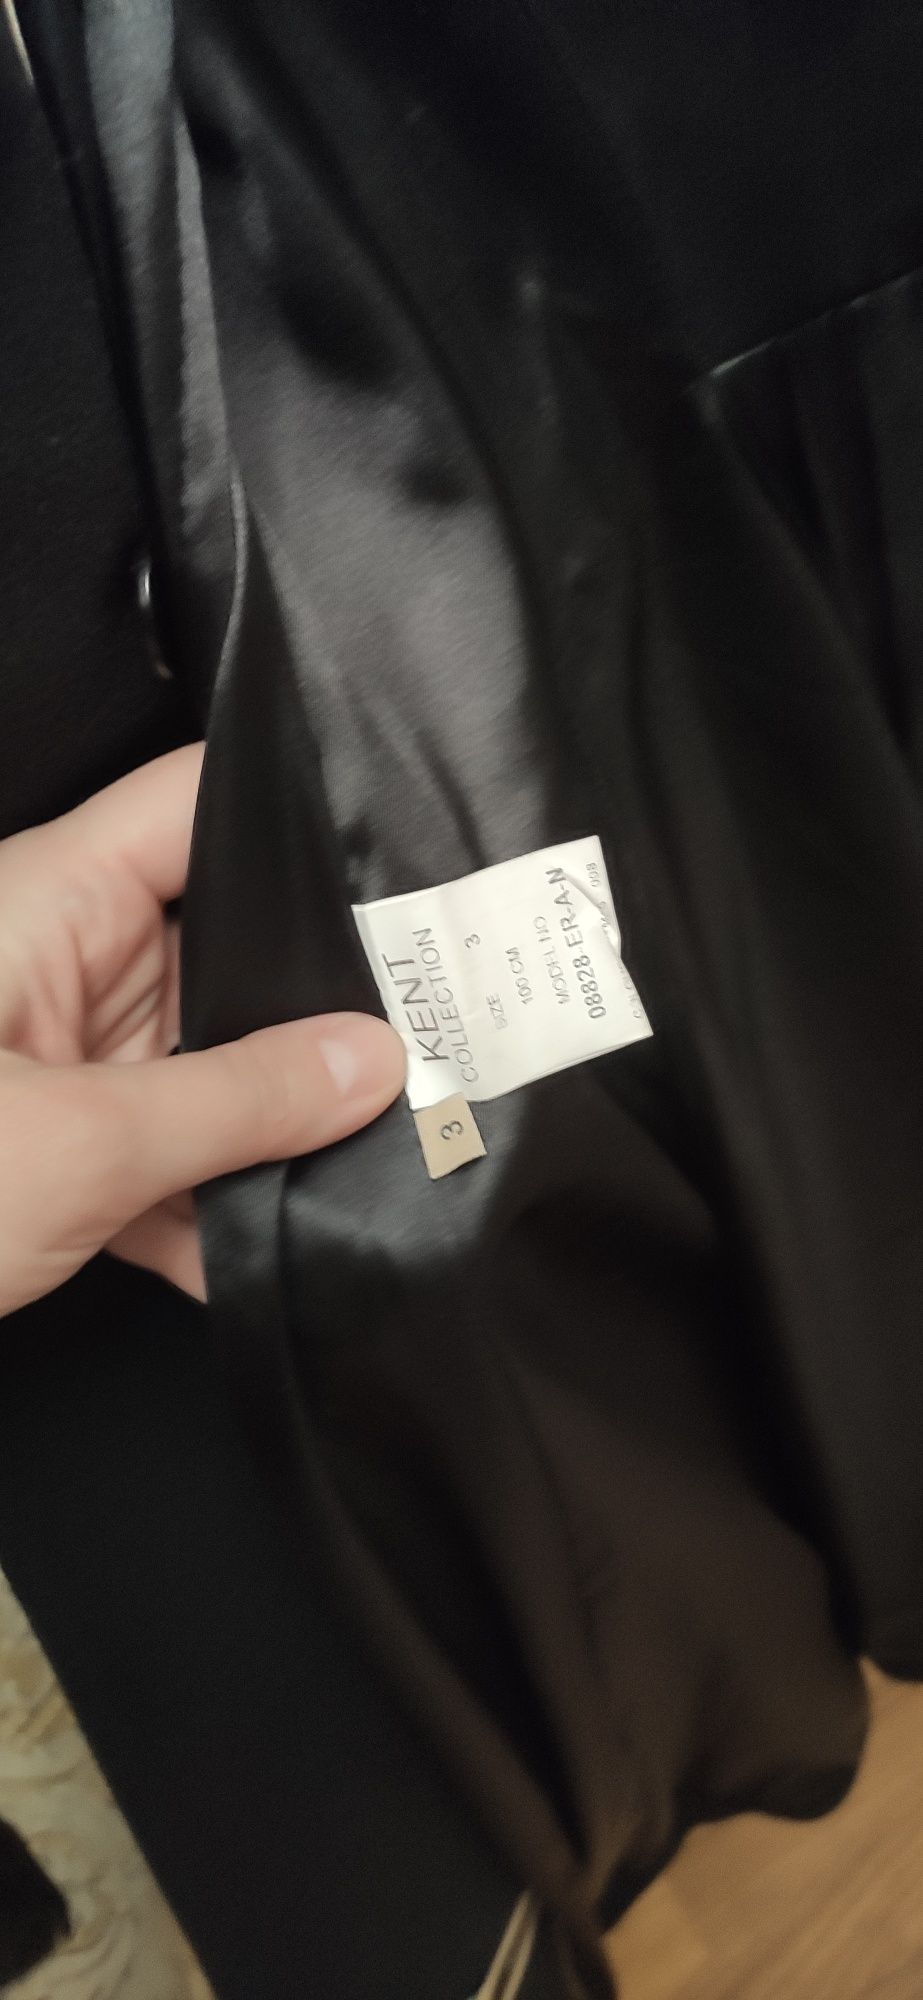 KENT
COLLECTION
SIZE 3
100 CM
MODEL NO
08828-ER-A-N
3